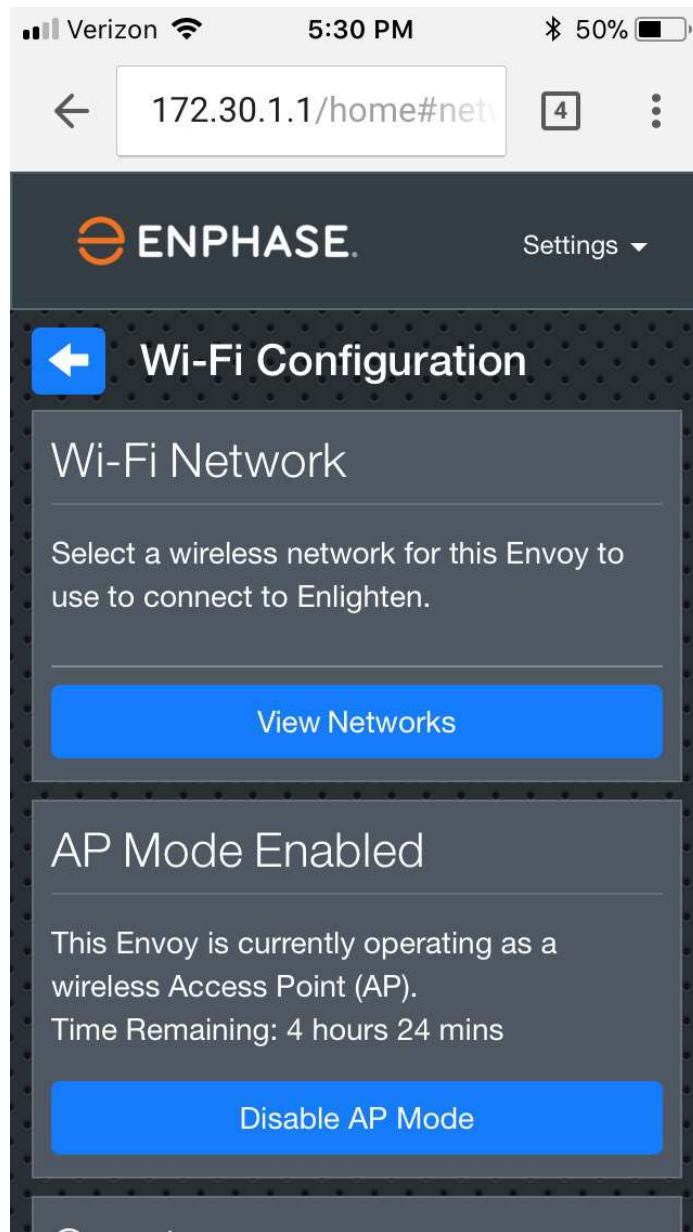 Verizon 5:30 PM 50%
172.30.1.1/home#net 4
ENPHASE. Settings
Wi-Fi Configuration
Wi-Fi Network
Select a wireless network for this Envoy to
use to connect to Enlighten.
View Networks
AP Mode Enabled
This Envoy is currently operating as a
wireless Access Point (AP).
Time Remaining: 4 hours 24 mins
Disable AP Mode